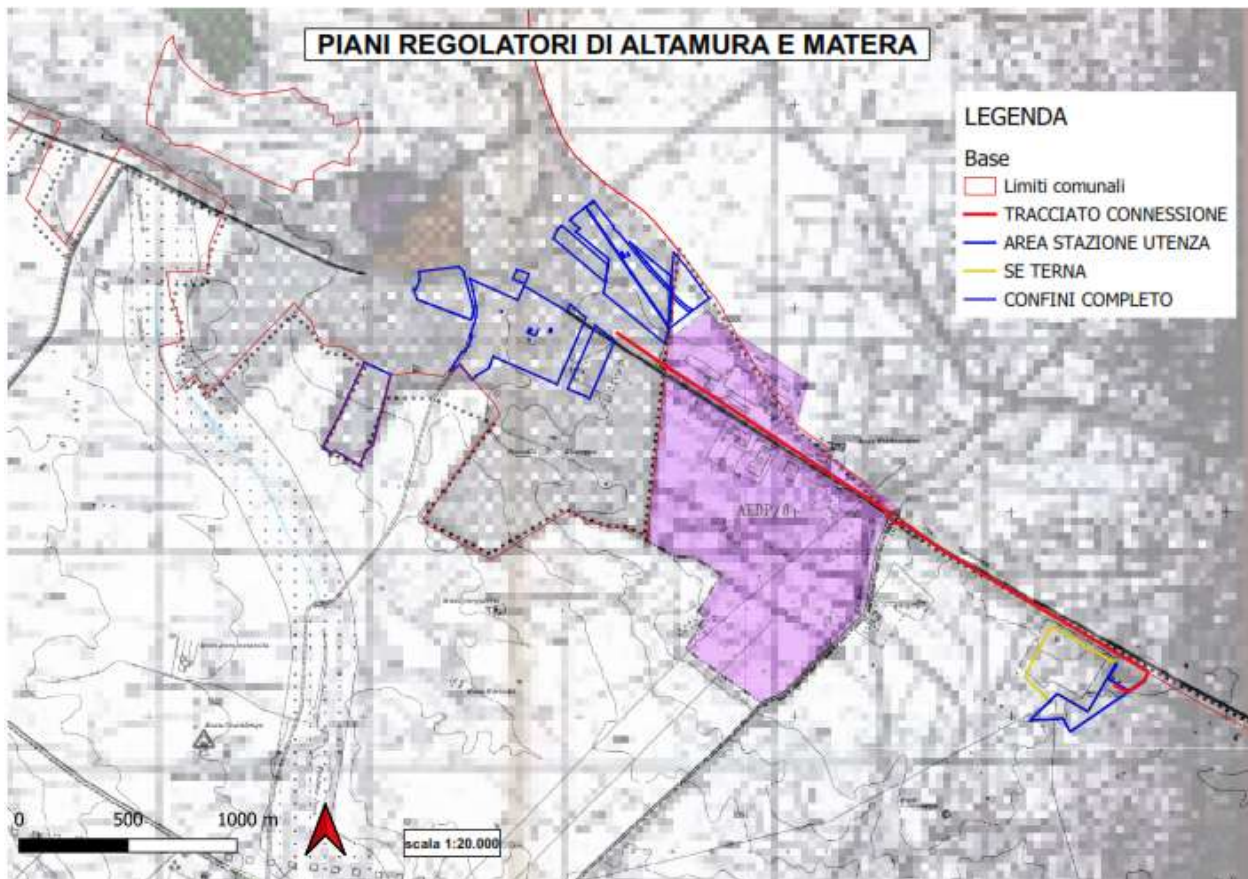 PIANI REGOLATORI DI ALTAMURA E MATERA
LEGENDA
Base
Limiti comunali
TRACCIATO CONNESSIONE
AREA STAZIONE UTENZA
SE TERNA
CONFINI COMPLETO
0 500 1000 m
scala 1:20.000